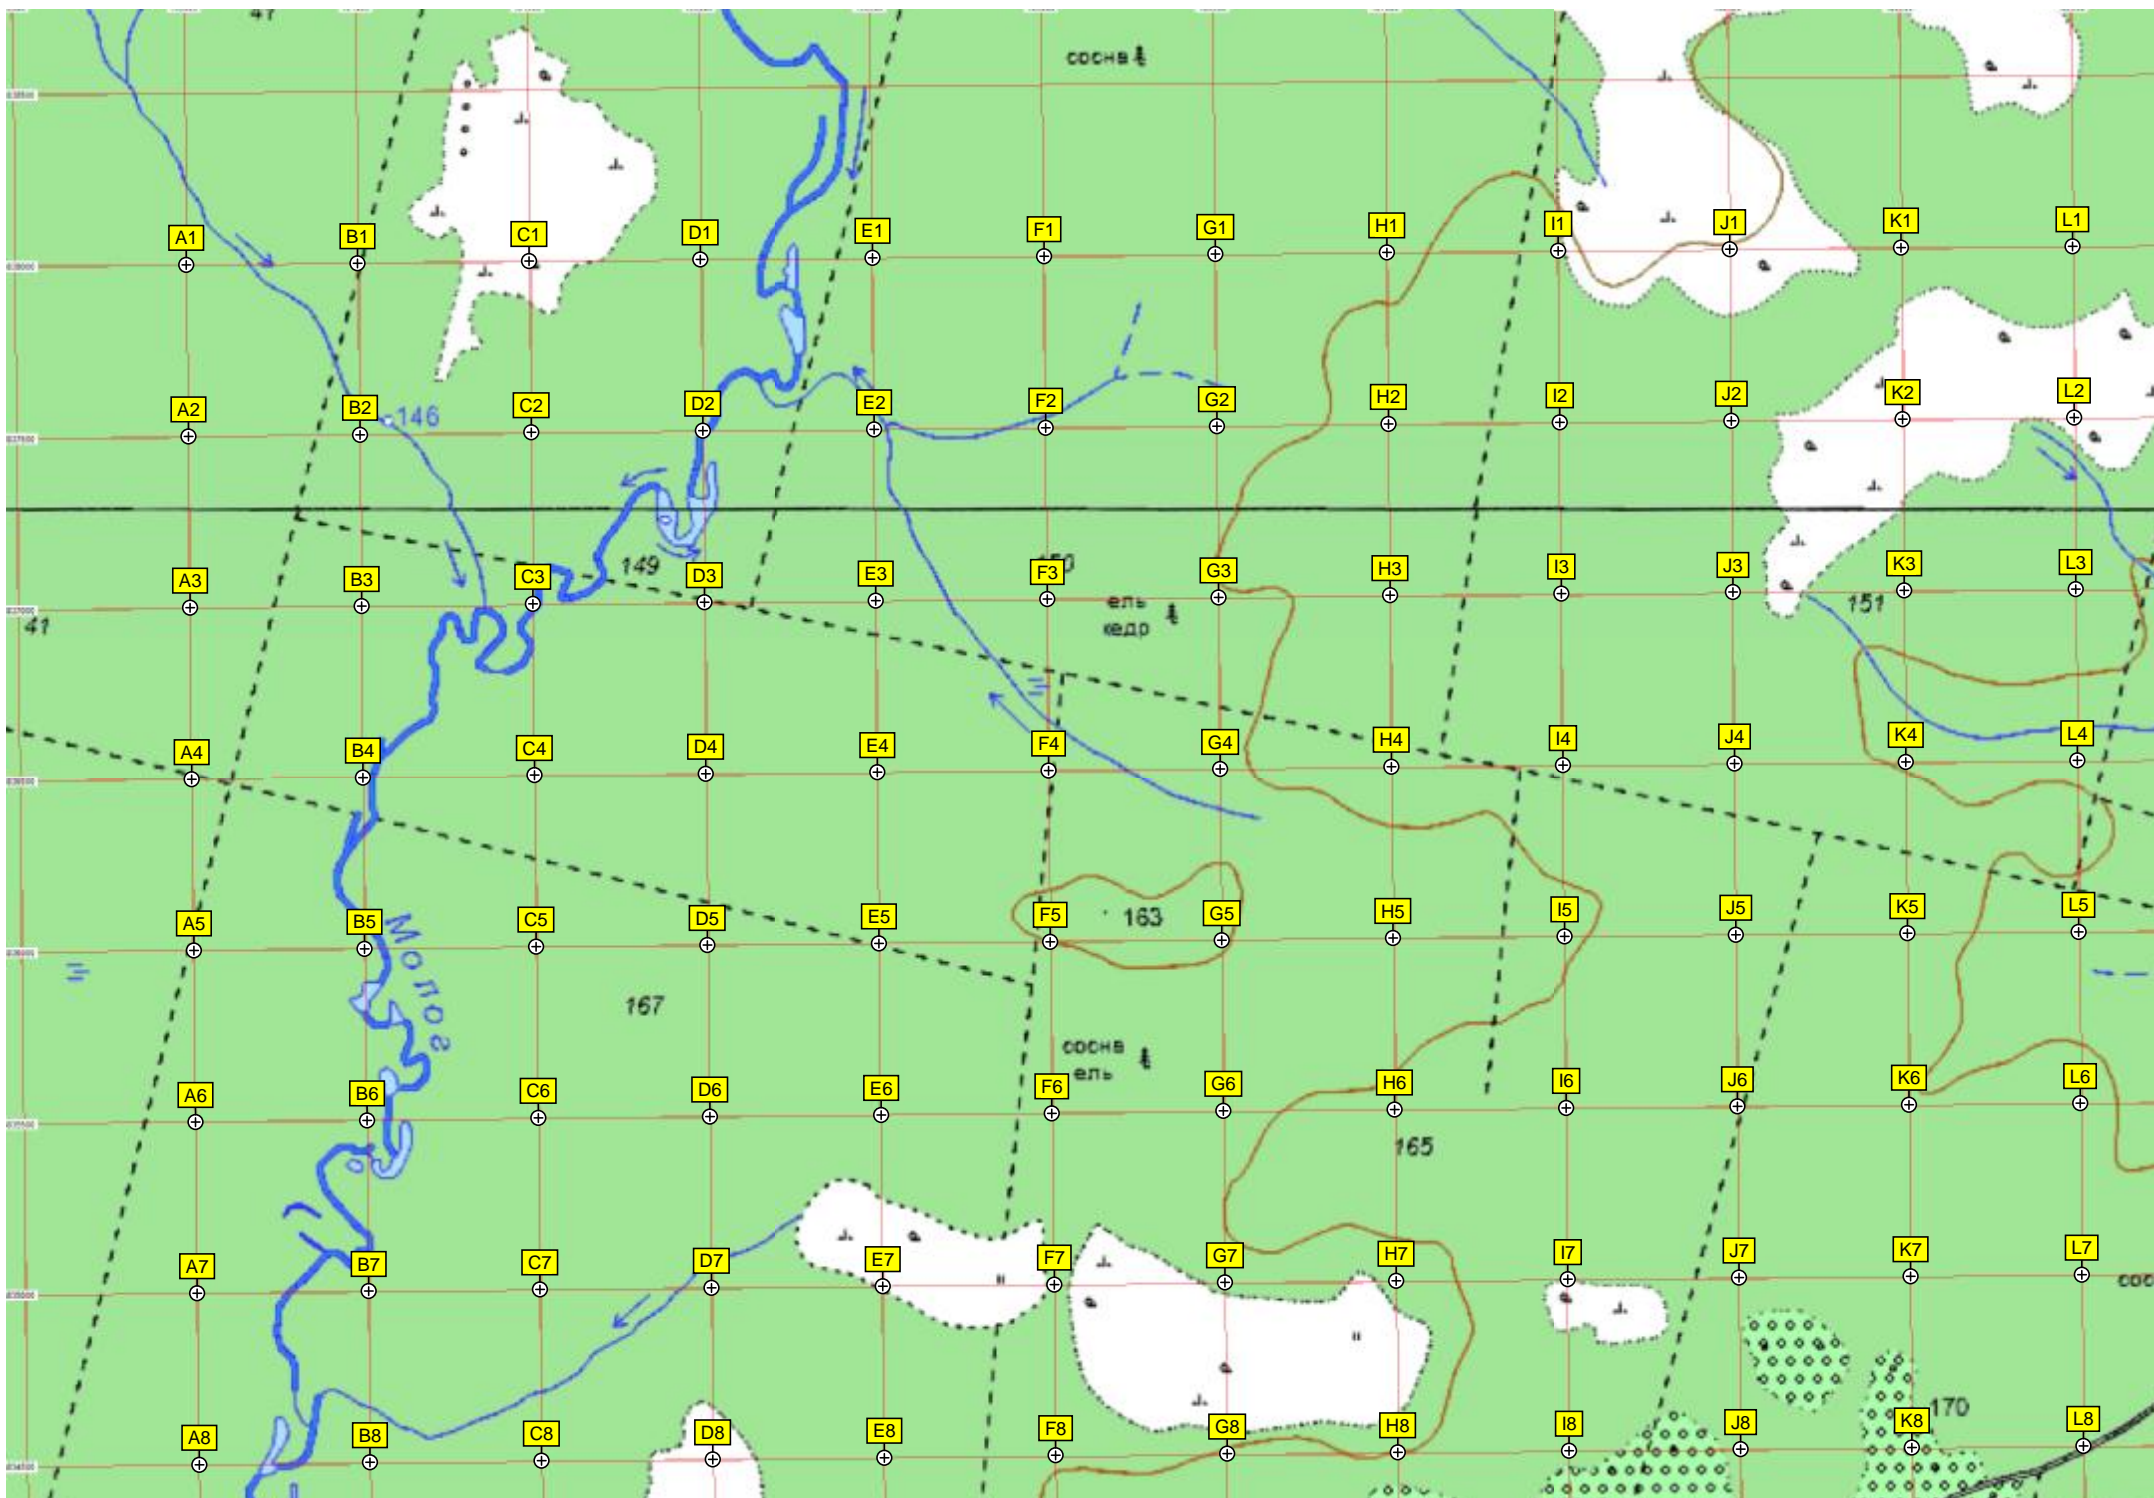 47
сосна
A1 B1 C1 D1 E1 F1 G1 H1 I1 J1 K1 L1
A2 B2 146 C2 D2 E2 F2 G2 H2 I2 J2 K2 L2
149
A3 B3 C3 D3 E3 F3 G3 H3 I3 J3 K3 L3
ель
кедр
151
41
A4 B4 C4 D4 E4 F4 G4 H4 I4 J4 K4 L4
A5 B5 C5 D5 E5 F5 163 G5 H5 I5 J5 K5 L5
167
сосна
ель
A6 B6 C6 D6 E6 F6 G6 H6 I6 J6 K6 L6
165
A7 B7 C7 D7 E7 F7 G7 H7 I7 J7 K7 L7
сос
170
A8 B8 C8 D8 E8 F8 G8 H8 I8 J8 K8 L8